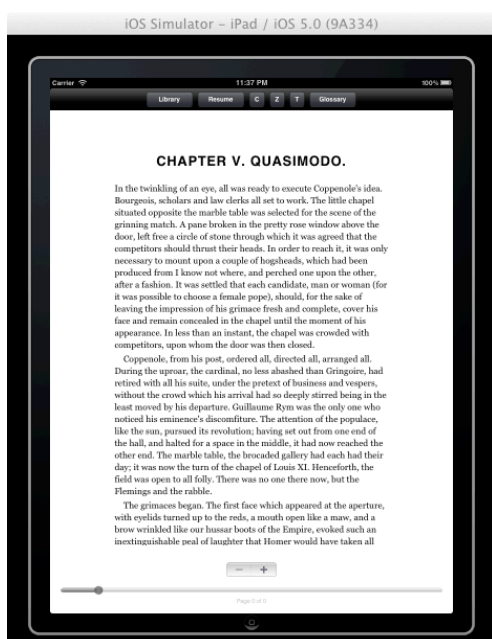 iOS Simulator – iPad / iOS 5.0 (9A334)
Carrier 11:37 PM 100%
Library Resume C Z T Glossary
CHAPTER V. QUASIMODO.
In the twinkling of an eye, all was ready to execute Coppenole's idea.
Bourgeois, scholars and law clerks all set to work. The little chapel
situated opposite the marble table was selected for the scene of the
grinning match. A pane broken in the pretty rose window above the
door, left free a circle of stone through which it was agreed that the
competitors should thrust their heads. In order to reach it, it was only
necessary to mount upon a couple of hogsheads, which had been
produced from I know not where, and perched one upon the other,
after a fashion. It was settled that each candidate, man or woman (for
it was possible to choose a female pope), should, for the sake of
leaving the impression of his grimace fresh and complete, cover his
face and remain concealed in the chapel until the moment of his
appearance. In less than an instant, the chapel was crowded with
competitors, upon whom the door was then closed.
Coppenole, from his post, ordered all, directed all, arranged all.
During the uproar, the cardinal, no less abashed than Gringoire, had
retired with all his suite, under the pretext of business and vespers,
without the crowd which his arrival had so deeply stirred being in the
least moved by his departure. Guillaume Rym was the only one who
noticed his eminence's discomfiture. The attention of the populace,
like the sun, pursued its revolution; having set out from one end of
the hall, and halted for a space in the middle, it had now reached the
other end. The marble table, the brocaded gallery had each had their
day; it was now the turn of the chapel of Louis XI. Henceforth, the
field was open to all folly. There was no one there now, but the
Flemings and the rabble.
The grimaces began. The first face which appeared at the aperture,
with eyelids turned up to the reds, a mouth open like a maw, and a
brow wrinkled like our hussar boots of the Empire, evoked such an
inextinguishable peal of laughter that Homer would have taken all
– +
Page 0 of 0